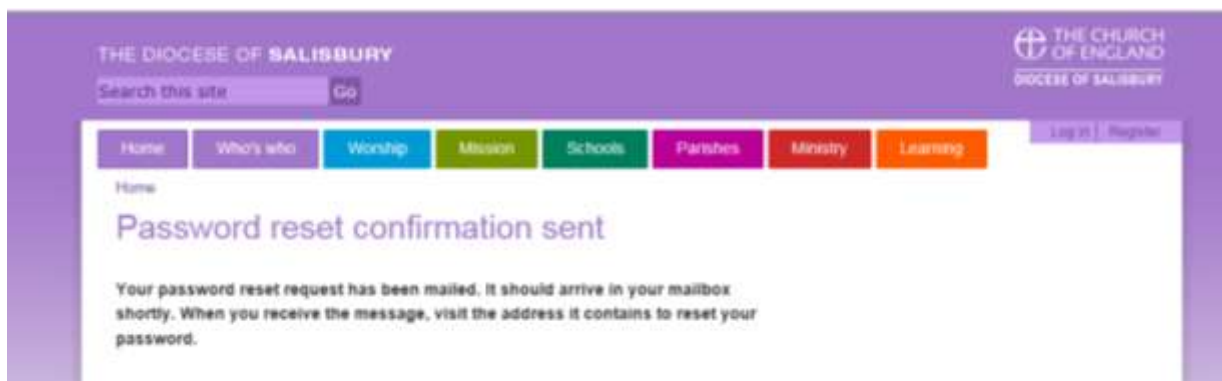 THE DIOCESE OF SALISBURY
THE CHURCH
OF ENGLAND
DIOCESE OF SALISBURY
Search this site Go
Log in | Register
Home Who's who Worship Mission Schools Parishes Ministry Learning
Home
Password reset confirmation sent
Your password reset request has been mailed. It should arrive in your mailbox
shortly. When you receive the message, visit the address it contains to reset your
password.